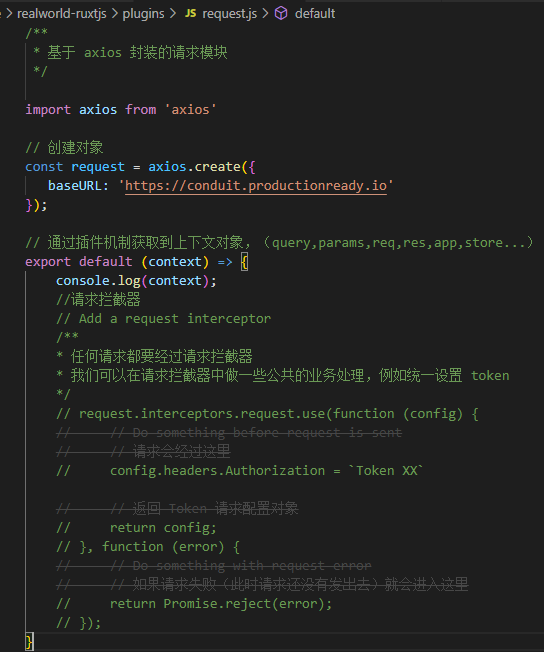 realworld-ruxtjs > plugins > JS request.js > default
/**
* 基于 axios 封装的请求模块
*/
import axios from 'axios'
// 创建对象
const request = axios.create({
baseURL: 'https://conduit.productionready.io'
});
// 通过插件机制获取到上下文对象，（query,params,req,res,app,store...）
export default (context) => {
console.log(context);
//请求拦截器
// Add a request interceptor
/**
* 任何请求都要经过请求拦截器
* 我们可以在请求拦截器中做一些公共的业务处理，例如统一设置 token
*/
// request.interceptors.request.use(function (config) {
//     // Do something before request is sent
//     // 请求会经过这里
//     config.headers.Authorization = `Token XX`
//     // 返回 Token 请求配置对象
//     return config;
// }, function (error) {
//     // Do something with request error
//     // 如果请求失败（此时请求还没有发出去）就会进入这里
//     return Promise.reject(error);
// });
}